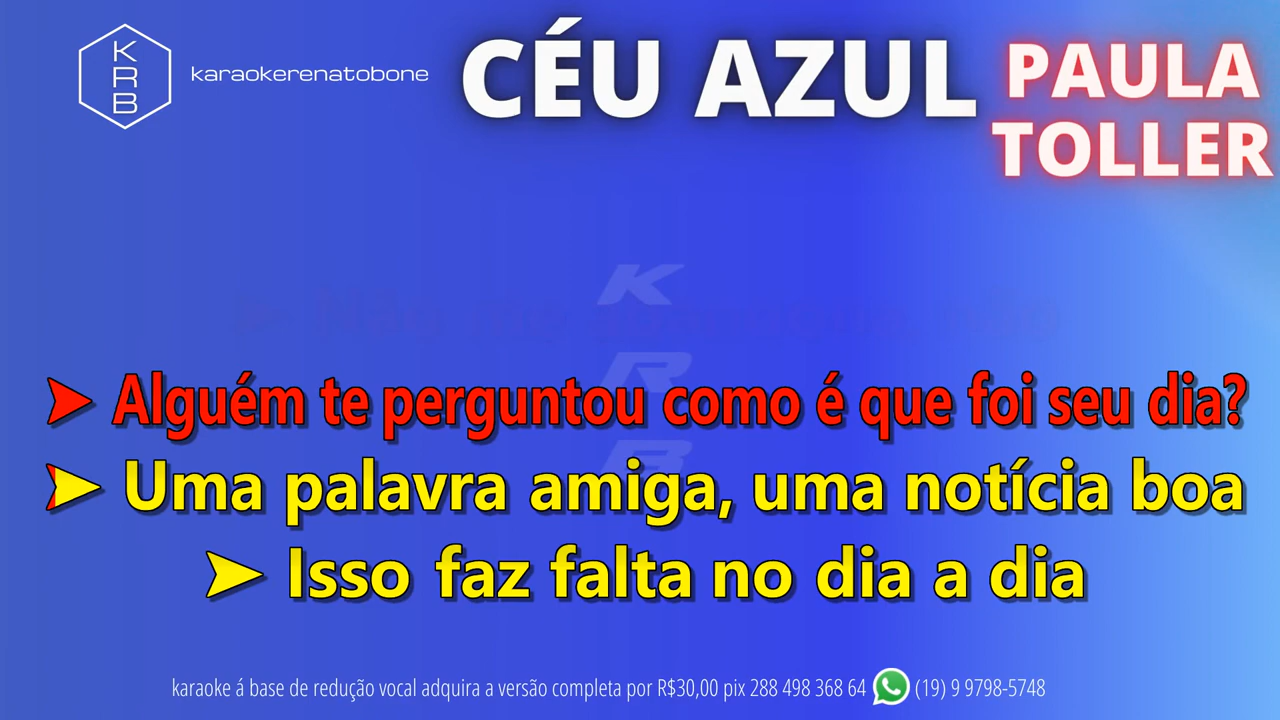 KRB
karaokerenatobone
CÉU AZUL
PAULA
TOLLER
KRB
➤ Alguém te perguntou como é que foi seu dia?
➤ Uma palavra amiga, uma notícia boa
➤ Isso faz falta no dia a dia
karaoke á base de redução vocal adquira a versão completa por R$30,00 pix 288 498 368 64 (19) 9 9798-5748